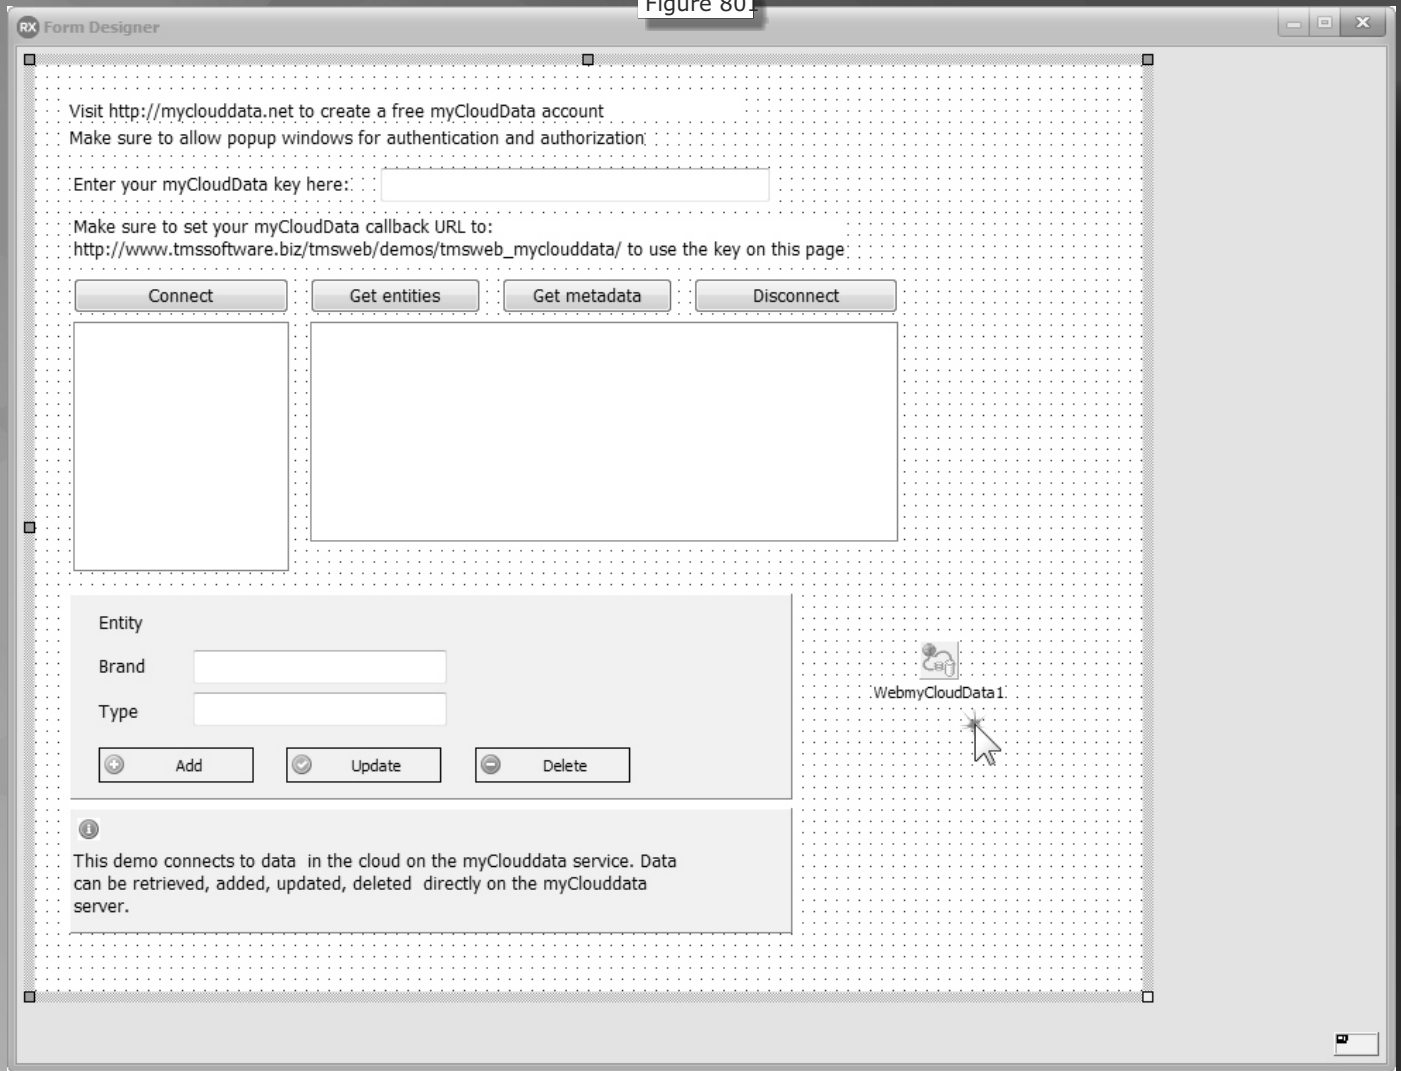 Figure 801
RX Form Designer
Visit http://myclouddata.net to create a free myCloudData account
Make sure to allow popup windows for authentication and authorization
Enter your myCloudData key here:
Make sure to set your myCloudData callback URL to:
http://www.tmssoftware.biz/tmsweb/demos/tmsweb_myclouddata/ to use the key on this page
Connect Get entities Get metadata Disconnect
Entity
Brand
WebmyCloudData1
Type
Add Update Delete
This demo connects to data  in the cloud on the myClouddata service. Data
can be retrieved, added, updated, deleted  directly on the myClouddata
server.